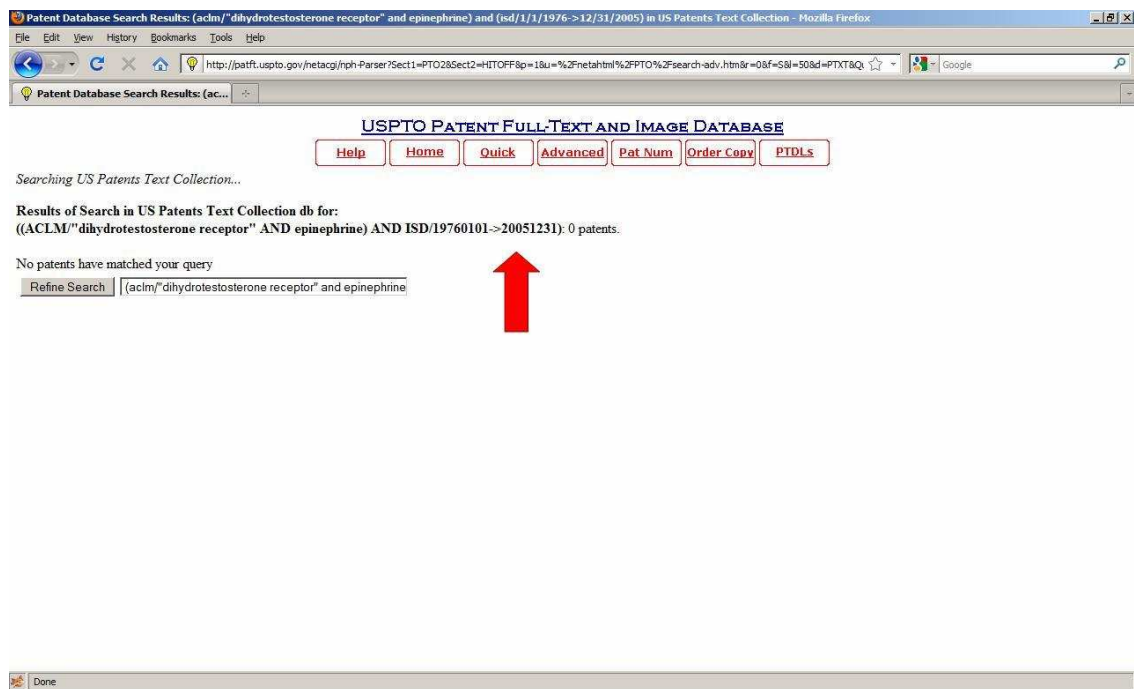 Patent Database Search Results: (aclm/"dihydrotestosterone receptor" and epinephrine) and (isd/1/1/1976->12/31/2005) in US Patents Text Collection - Mozilla Firefox
File Edit View History Bookmarks Tools Help
http://patft.uspto.gov/netacgi/nph-Parser?Sect1=PTO2&Sect2=HITOFF&p=1&u=%2Fnetahtml%2FPTO%2Fsearch-adv.htm&r=0&f=S&l=50&d=PTXT&Q Google
Patent Database Search Results: (ac...
USPTO PATENT FULL-TEXT AND IMAGE DATABASE
Help Home Quick Advanced Pat Num Order Copy PTDLs
Searching US Patents Text Collection...
Results of Search in US Patents Text Collection db for:
((ACLM/"dihydrotestosterone receptor" AND epinephrine) AND ISD/19760101->20051231): 0 patents.
No patents have matched your query
Refine Search (aclm/"dihydrotestosterone receptor" and epinephrine
Done